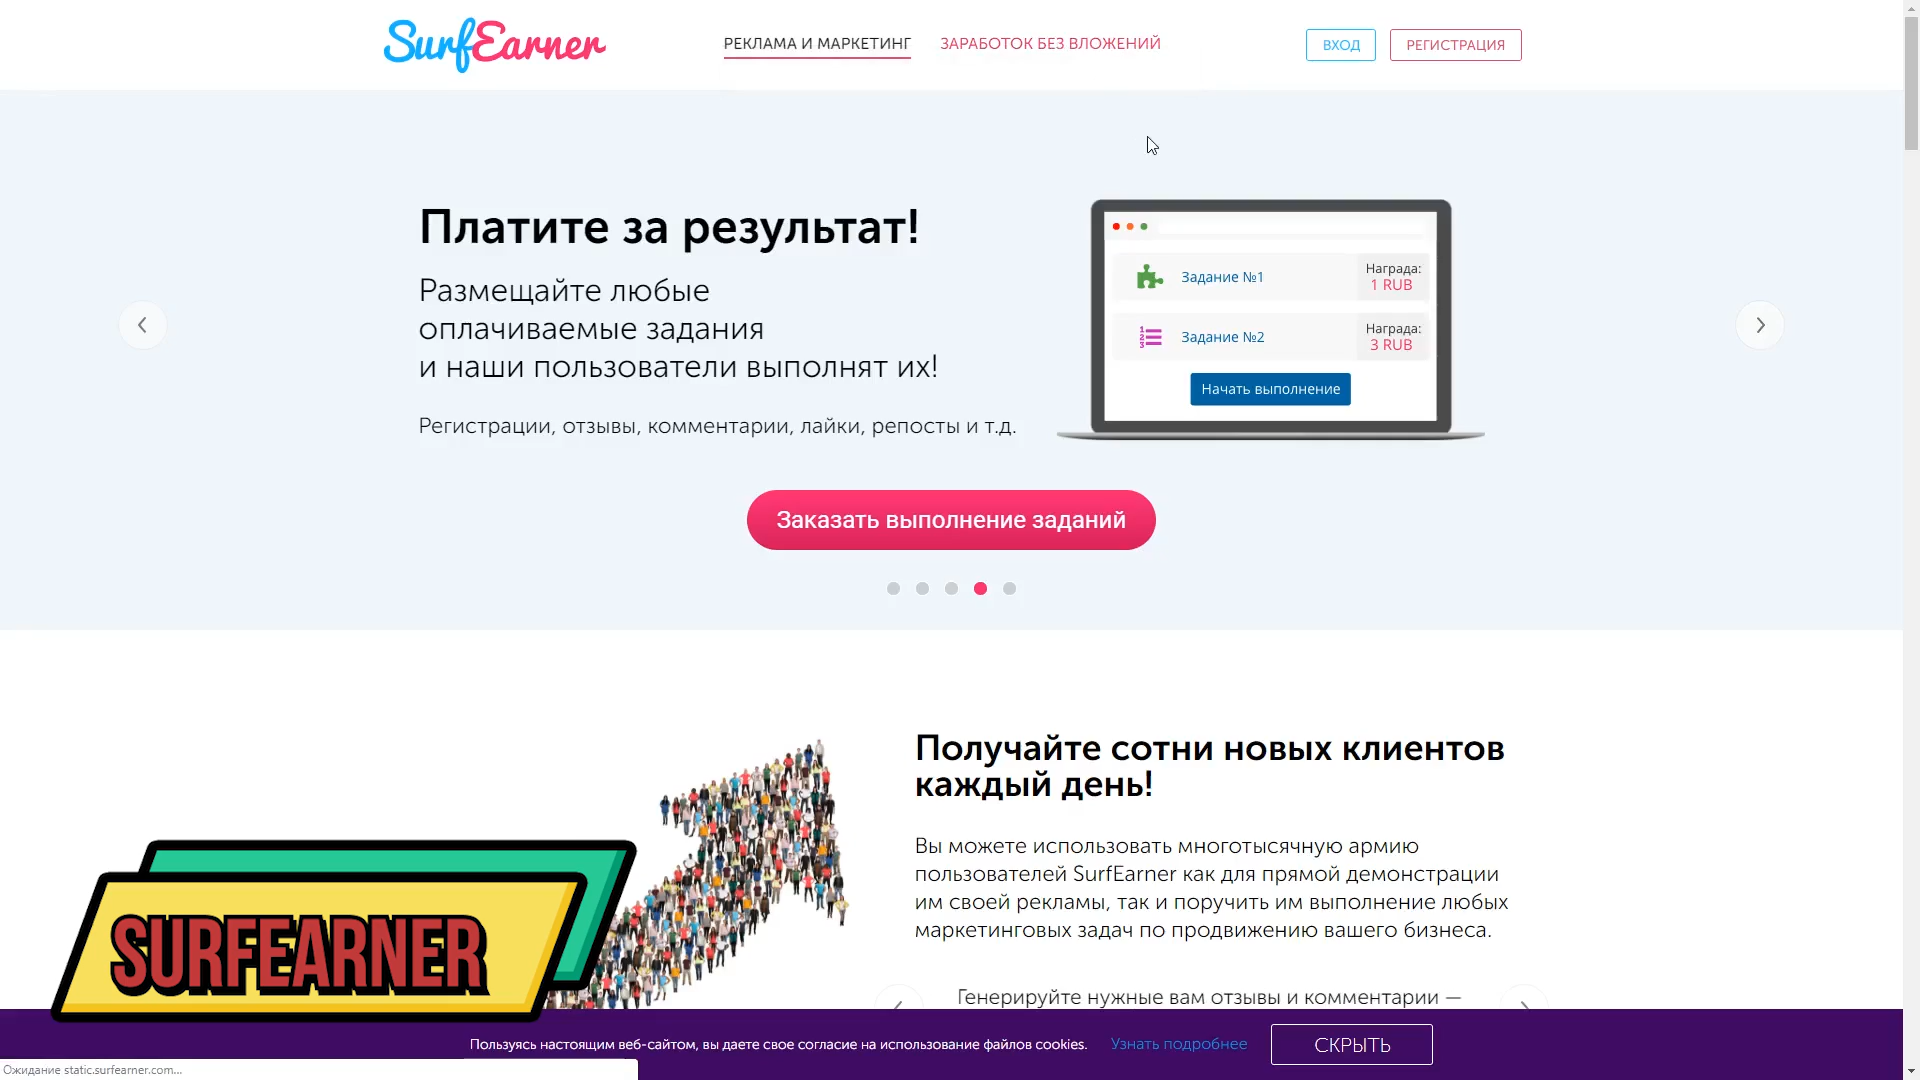 SurfEarner
РЕКЛАМА И МАРКЕТИНГ
ЗАРАБОТОК БЕЗ ВЛОЖЕНИЙ
ВХОД
РЕГИСТРАЦИЯ
Платите за результат!
Размещайте любые
оплачиваемые задания
и наши пользователи выполнят их!
Регистрации, отзывы, комментарии, лайки, репосты и т.д.
Задание №1
Награда:
1 RUB
1
2
3
Задание №2
Награда:
3 RUB
Начать выполнение
Заказать выполнение заданий
Получайте сотни новых клиентов
каждый день!
Вы можете использовать многотысячную армию
пользователей SurfEarner как для прямой демонстрации
им своей рекламы, так и поручить им выполнение любых
маркетинговых задач по продвижению вашего бизнеса.
Генерируйте нужные вам отзывы и комментарии —
SURFEARNER
Пользуясь настоящим веб-сайтом, вы даете свое согласие на использование файлов cookies.
Узнать подробнее
СКРЫТЬ
Ожидание static.surfearner.com...